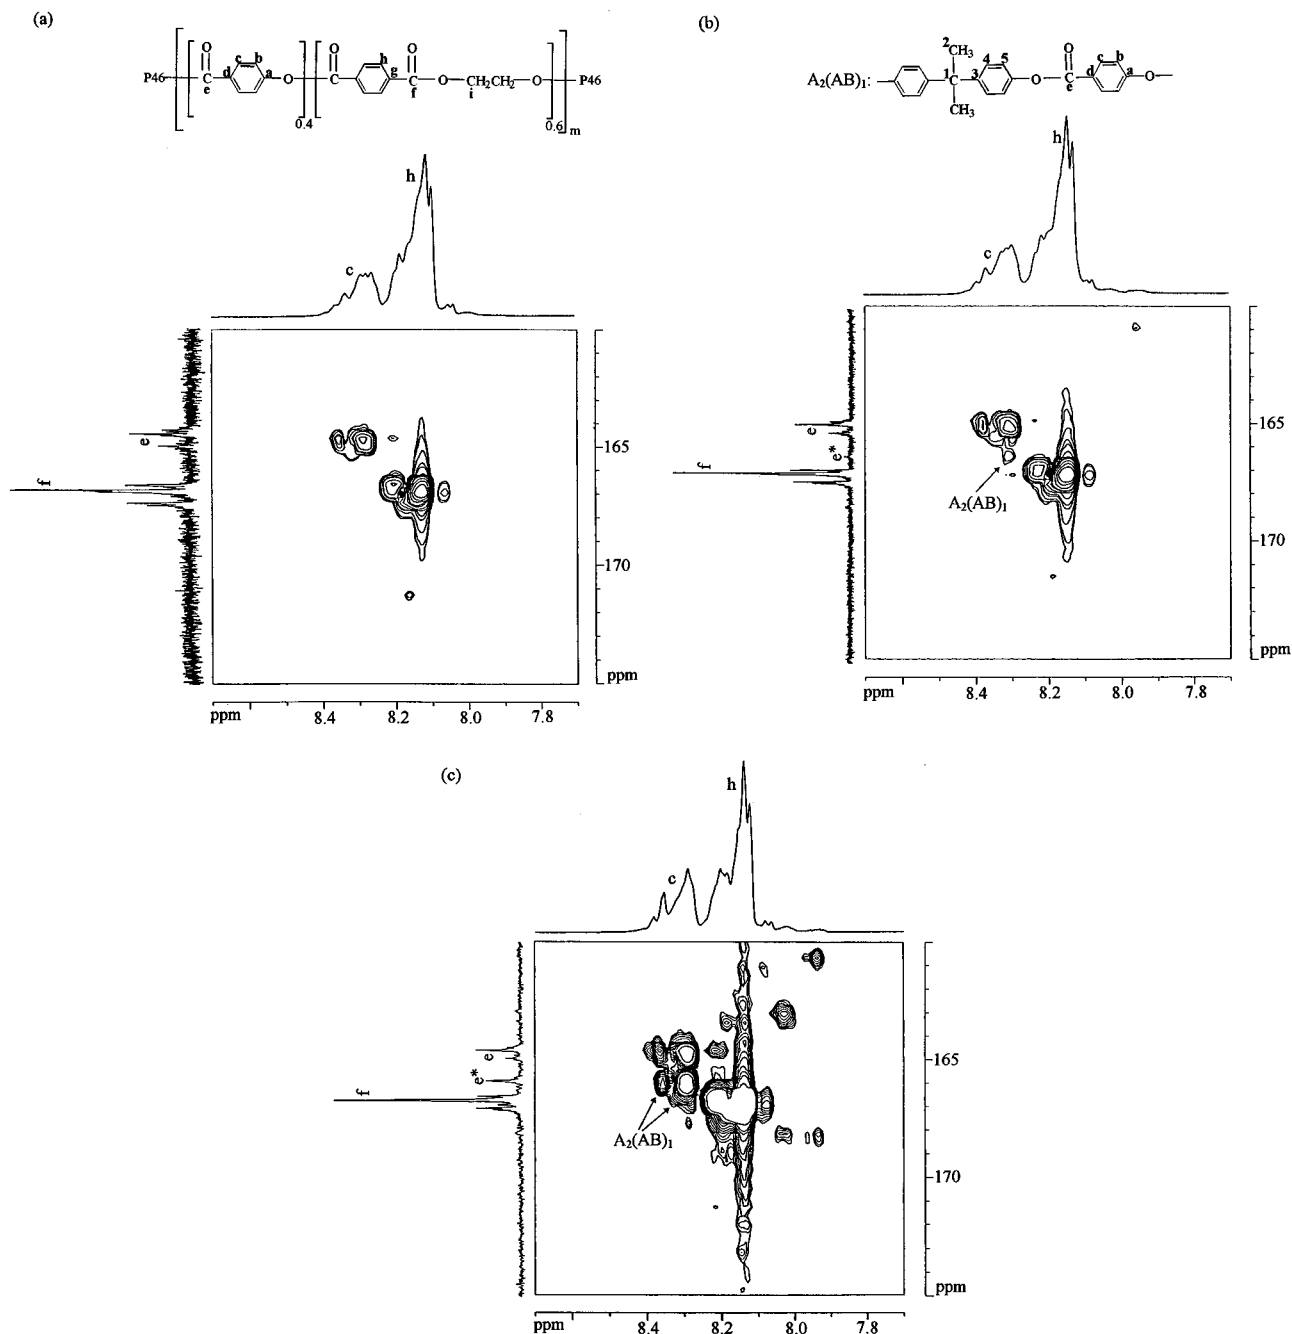 (a)
O O O
c b h
P46 C d a O C g C O CH₂CH₂ O P46
e f i
0.4 0.6 m
h
c
e
f
165
170
ppm
ppm 8.4 8.2 8.0 7.8
(b)
2 CH₃ O
4 5 c b
A₂(AB)₁: 1 C 3 O C d a O
e
CH₃
h
c
e
e*
f
A₂(AB)₁
165
170
ppm
ppm 8.4 8.2 8.0 7.8
(c)
h
c
e
e*
f
A₂(AB)₁
165
170
ppm
ppm 8.4 8.2 8.0 7.8